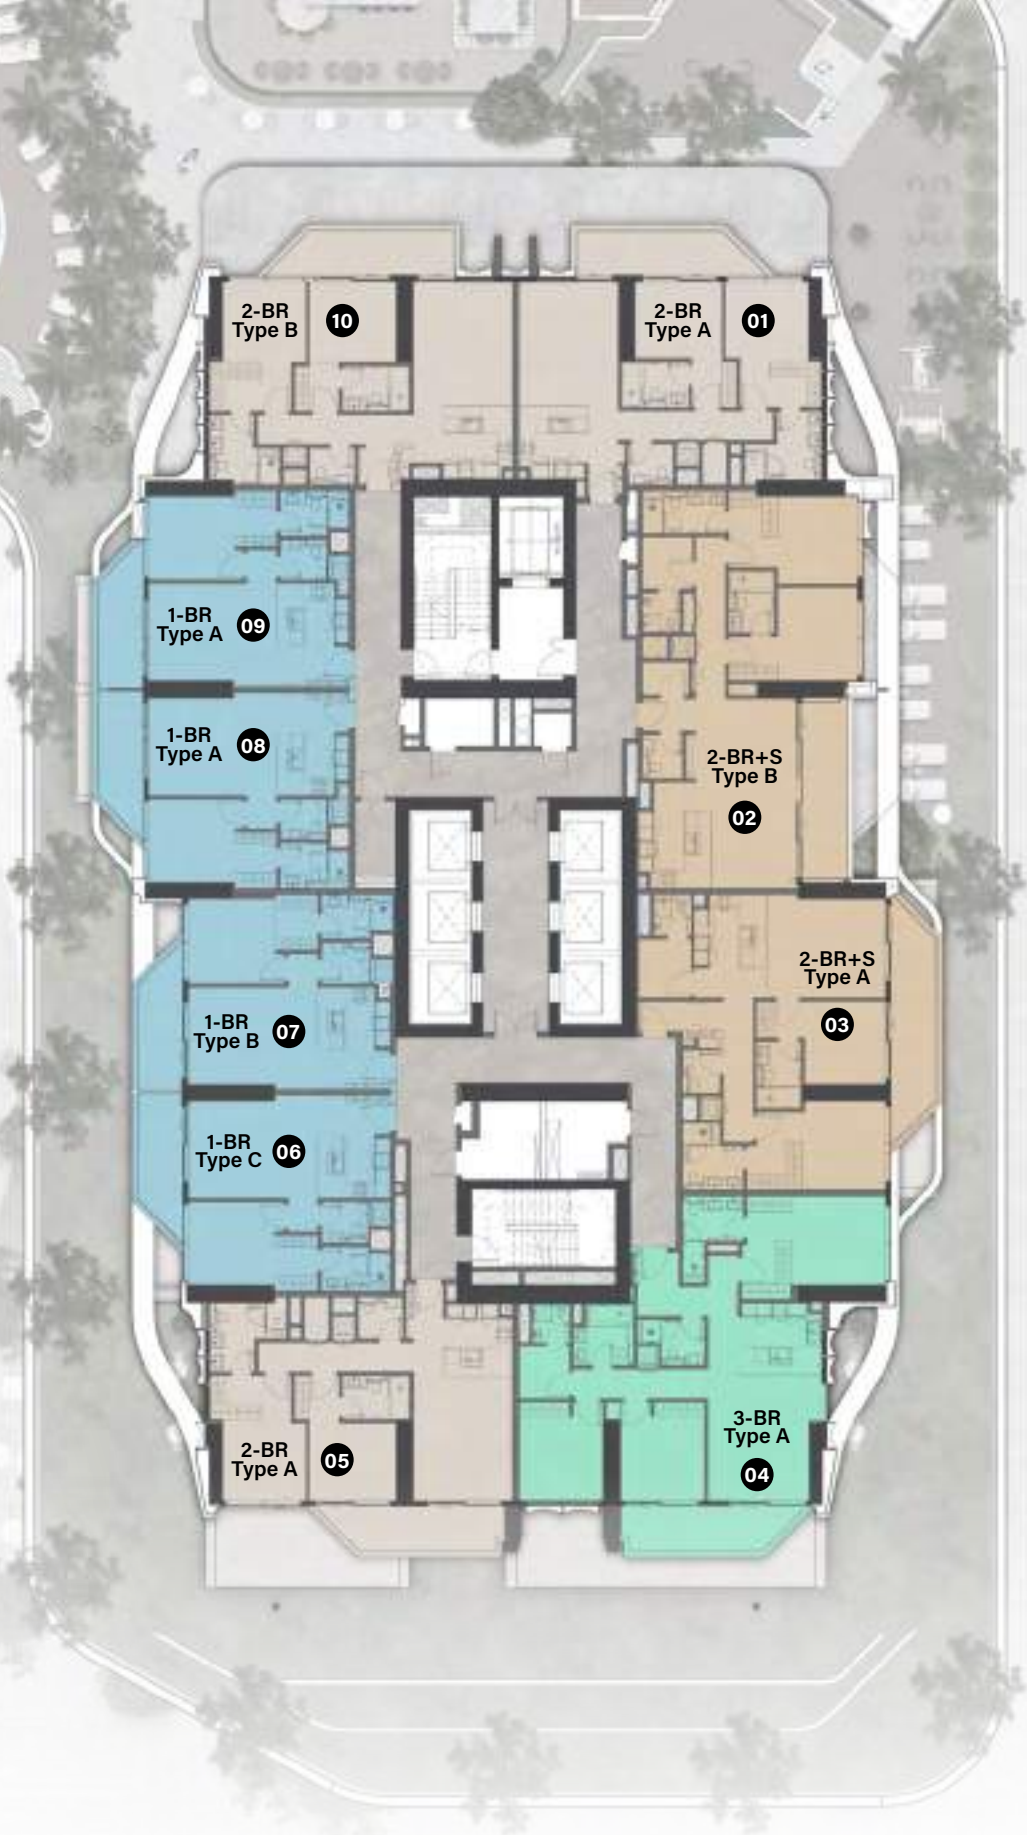 2-BR
Type B
10
2-BR
Type A
01
1-BR
Type A
09
1-BR
Type A
08
2-BR+S
Type B
02
2-BR+S
Type A
03
1-BR
Type B
07
1-BR
Type C
06
2-BR
Type A
05
3-BR
Type A
04